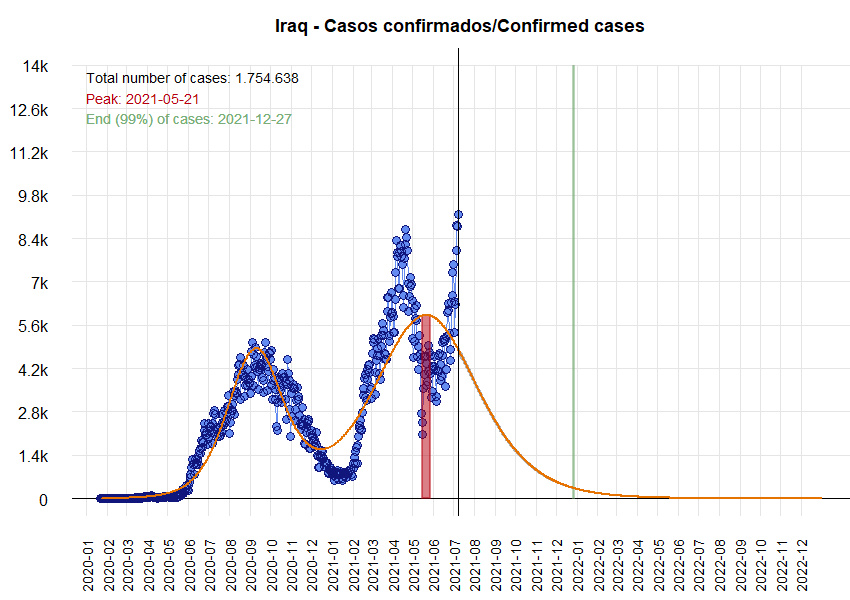 Iraq - Casos confirmados/Confirmed cases
Total number of cases: 1.754.638
Peak: 2021-05-21
End (99%) of cases: 2021-12-27
14k
12.6k
11.2k
9.8k
8.4k
7k
5.6k
4.2k
2.8k
1.4k
0
2020-01
2020-02
2020-03
2020-04
2020-05
2020-06
2020-07
2020-08
2020-09
2020-10
2020-11
2020-12
2021-01
2021-02
2021-03
2021-04
2021-05
2021-06
2021-07
2021-08
2021-09
2021-10
2021-11
2021-12
2022-01
2022-02
2022-03
2022-04
2022-05
2022-06
2022-07
2022-08
2022-09
2022-10
2022-11
2022-12